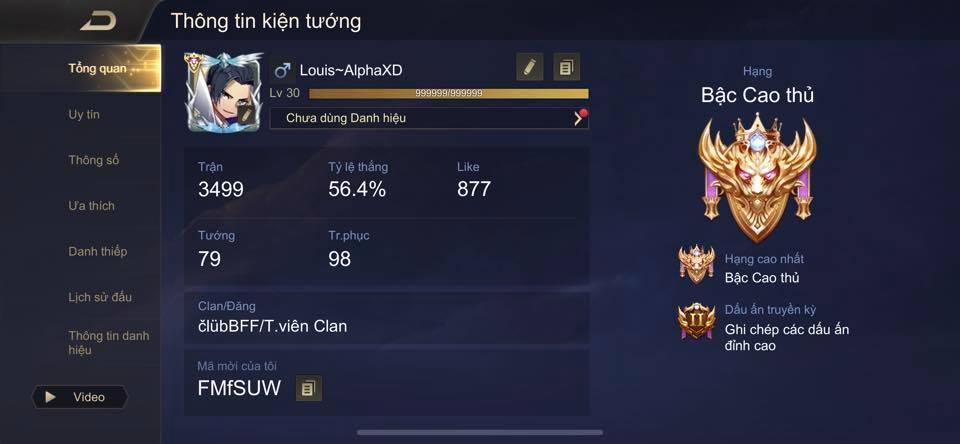 Thông tin kiện tướng
Tổng quan
Uy tín
Thông số
Ưa thích
Danh thiếp
Lịch sử đấu
Thông tin danh
hiệu
Video
Louis~AlphaXD
Lv 30
999999/999999
Chưa dùng Danh hiệu
Trận
Tỷ lệ thắng
Like
3499
56.4%
877
Tướng
Tr.phục
79
98
Clan/Đăng
člübBFF/T.viên Clan
Mã mời của tôi
FMfSUW
Hạng
Bậc Cao thủ
Hạng cao nhất
Bậc Cao thủ
II
Dấu ấn truyền kỳ
Ghi chép các dấu ấn
đỉnh cao